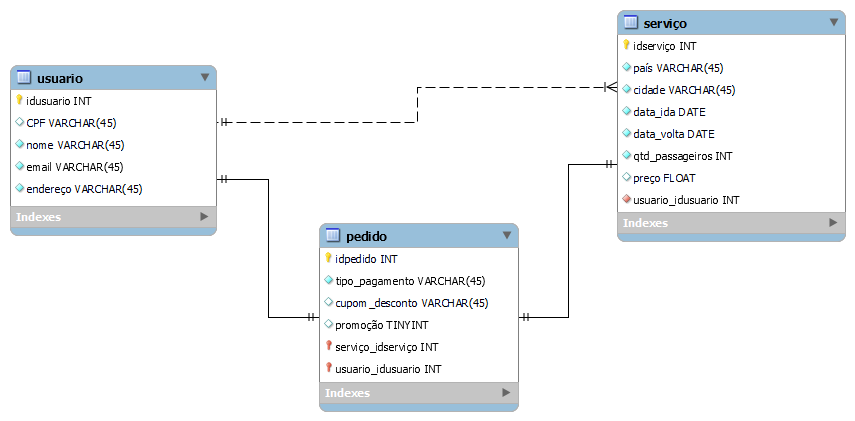 usuario
idusuario INT
CPF VARCHAR(45)
nome VARCHAR(45)
email VARCHAR(45)
endereço VARCHAR(45)
Indexes
serviço
idserviço INT
país VARCHAR(45)
cidade VARCHAR(45)
data_ida DATE
data_volta DATE
qtd_passageiros INT
preço FLOAT
usuario_idusuario INT
Indexes
pedido
idpedido INT
tipo_pagamento VARCHAR(45)
cupom_desconto VARCHAR(45)
promoção TINYINT
serviço_idserviço INT
usuario_idusuario INT
Indexes